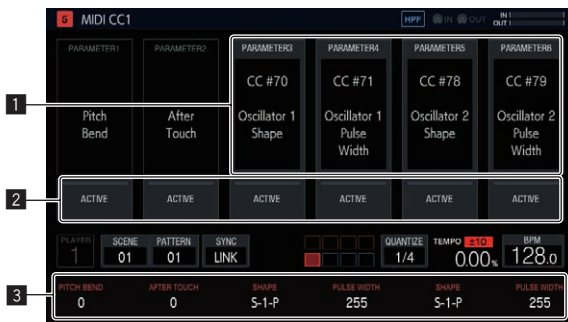 5 MIDI CC1 HPF IN OUT IN OUT
PARAMETER1 PARAMETER2 PARAMETER3 PARAMETER4 PARAMETER5 PARAMETER6
CC #70 CC #71 CC #78 CC #79
1
Pitch Bend
After Touch
Oscillator 1 Shape
Oscillator 1 Pulse Width
Oscillator 2 Shape
Oscillator 2 Pulse Width
2
ACTIVE ACTIVE ACTIVE ACTIVE ACTIVE ACTIVE
PLAYER SCENE PATTERN SYNC QUANTIZE TEMPO ±10 BPM
1 01 01 LINK 1/4 0.00% 128.0
3
PITCH BEND AFTER TOUCH SHAPE PULSE WIDTH SHAPE PULSE WIDTH
0 0 S-1-P 255 S-1-P 255